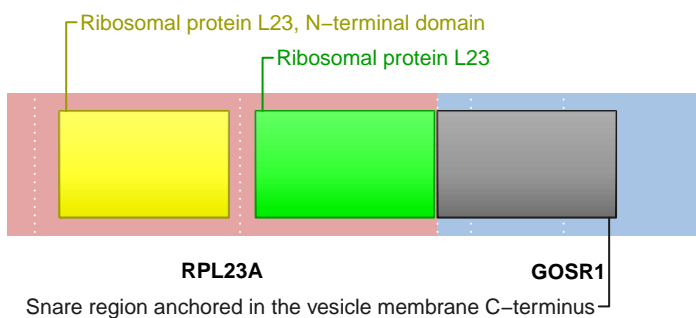 Ribosomal protein L23, N−terminal domain
Ribosomal protein L23
RPL23A GOSR1
Snare region anchored in the vesicle membrane C−terminus